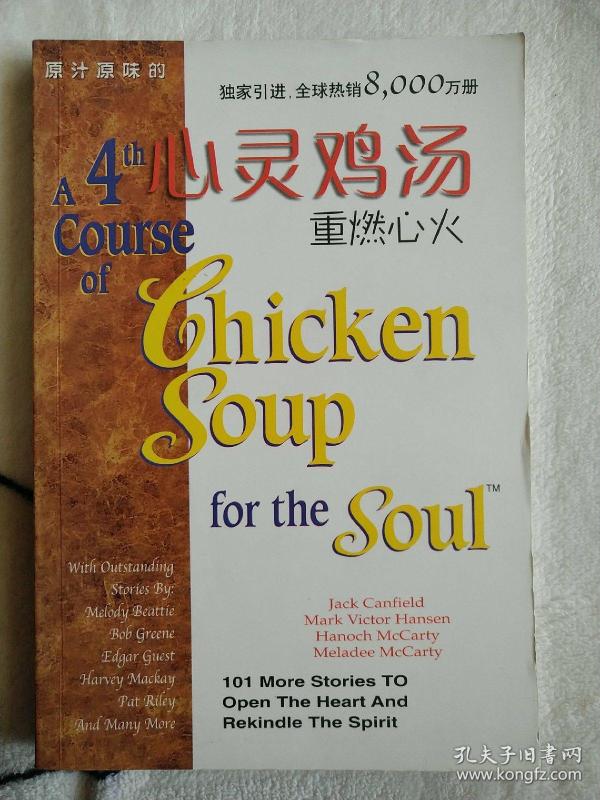 原汁原味的
独家引进,全球热销8,000万册
心灵鸡汤
重燃心火
A 4th
Course
of
Chicken
Soup
for the Soul™
With Outstanding
Stories By:
Melody Beattie
Bob Greene
Edgar Guest
Harvey Mackay
Pat Riley
And Many More
Jack Canfield
Mark Victor Hansen
Hanoch McCarty
Meladee McCarty
101 More Stories TO
Open The Heart And
Rekindle The Spirit
孔夫子旧书网
www.kongfz.com